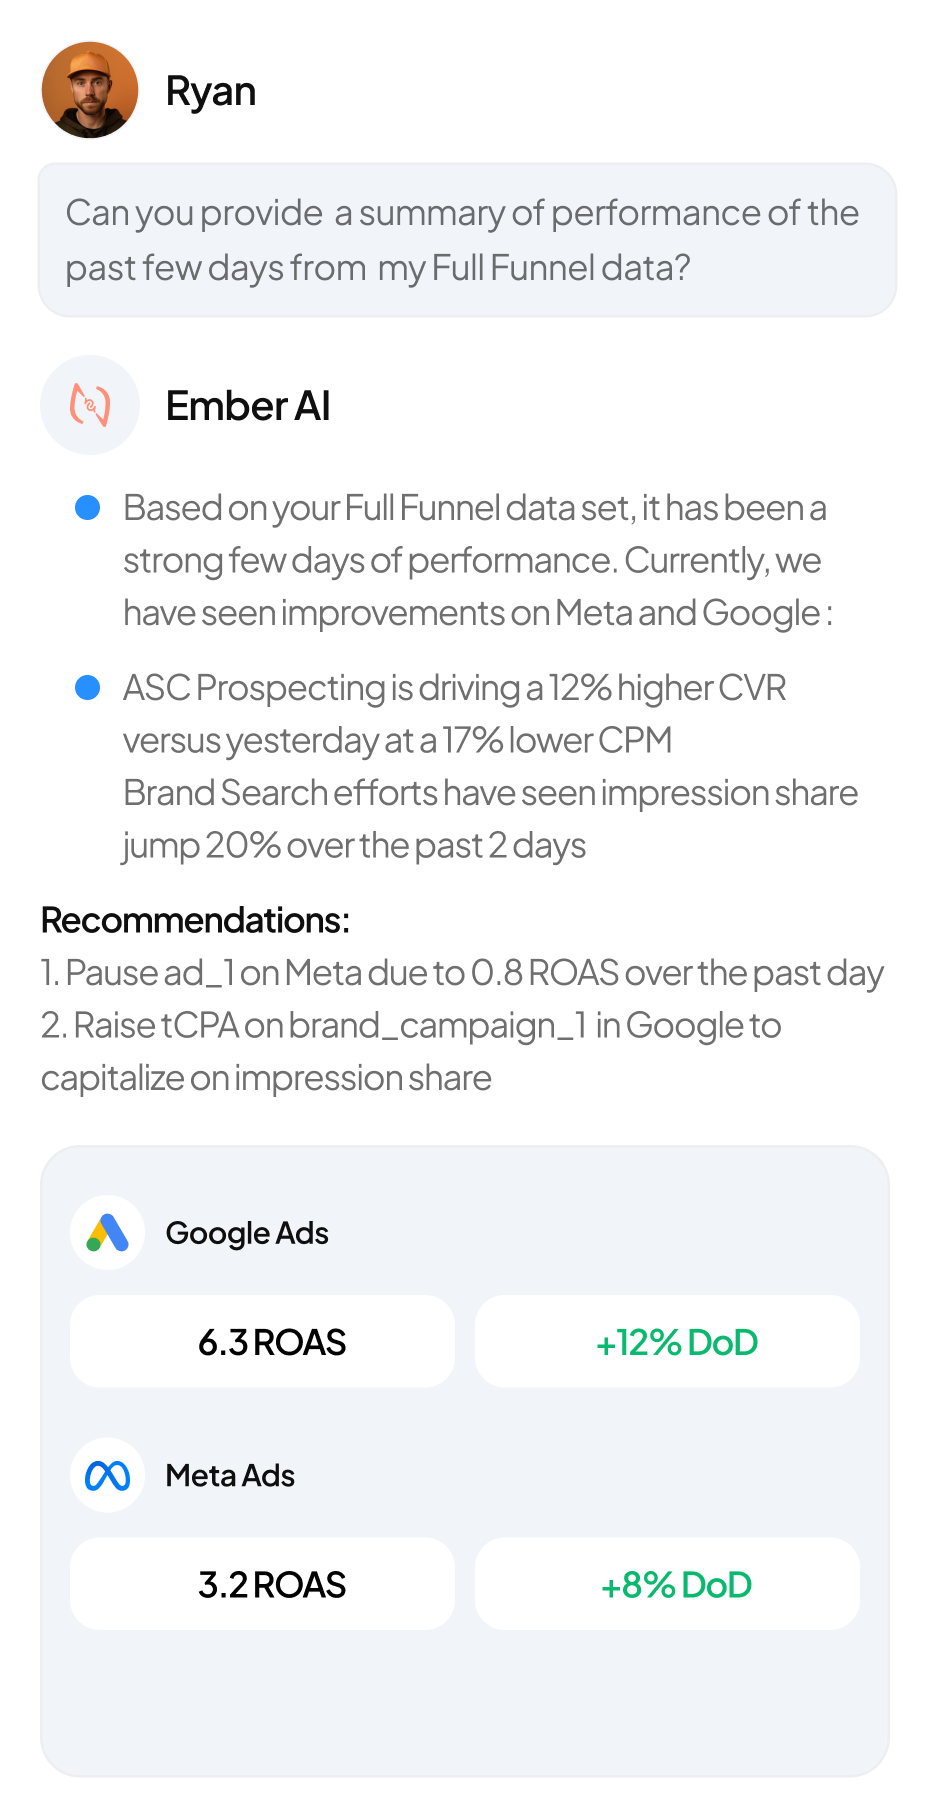 Ryan
Can you provide a summary of performance of the
past few days from my Full Funnel data?
Ember AI
Based on your Full Funnel data set, it has been a
strong few days of performance. Currently, we
have seen improvements on Meta and Google :
ASC Prospecting is driving a 12% higher CVR
versus yesterday at a 17% lower CPM
Brand Search efforts have seen impression share
jump 20% over the past 2 days
Recommendations:
1. Pause ad_1 on Meta due to 0.8 ROAS over the past day
2. Raise tCPA on brand_campaign_1 in Google to
capitalize on impression share
Google Ads
6.3 ROAS
+12% DoD
Meta Ads
3.2 ROAS
+8% DoD